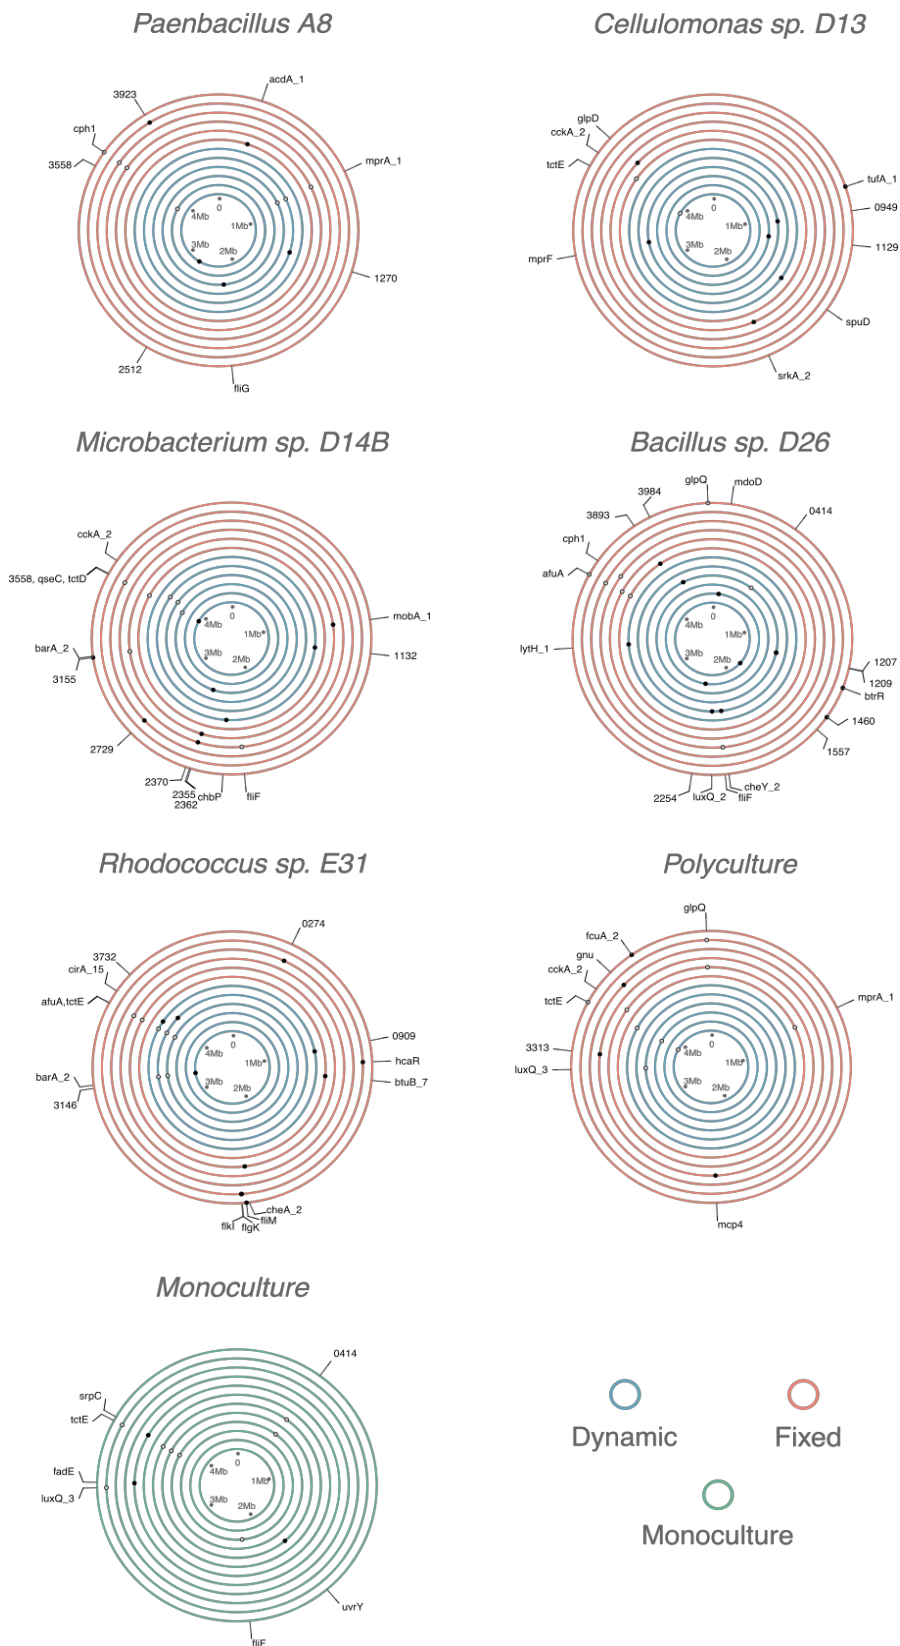 Paenbacillus A8
Cellulomonas sp. D13
acdA_1
3923
cph1
3558
mprA_1
1270
2512
fliG
0
1Mb
2Mb
3Mb
4Mb
glpD
cckA_2
tctE
tufA_1
0949
1129
mprF
spuD
srkA_2
0
1Mb
2Mb
3Mb
4Mb
Microbacterium sp. D14B
Bacillus sp. D26
cckA_2
3558, qseC, tctD
mobA_1
1132
barA_2
3155
2729
2370
2355
2362
chbP
fliF
0
1Mb
2Mb
3Mb
4Mb
glpQ
mdoD
3984
3893
0414
cph1
afuA
lytH_1
1207
1209
btrR
1460
1557
2254
luxQ_2
cheY_2
fliF
0
1Mb
2Mb
3Mb
4Mb
Rhodococcus sp. E31
Polyculture
0274
3732
cirA_15
afuA,tctE
0909
hcaR
btuB_7
barA_2
3146
cheA_2
fliM
flkI
flgK
0
1Mb
2Mb
3Mb
4Mb
glpQ
fcuA_2
gnu
cckA_2
tctE
mprA_1
3313
luxQ_3
mcp4
0
1Mb
2Mb
3Mb
4Mb
Monoculture
0414
srpC
tctE
fadE
luxQ_3
uvrY
fliF
0
1Mb
2Mb
3Mb
4Mb
Dynamic
Fixed
Monoculture